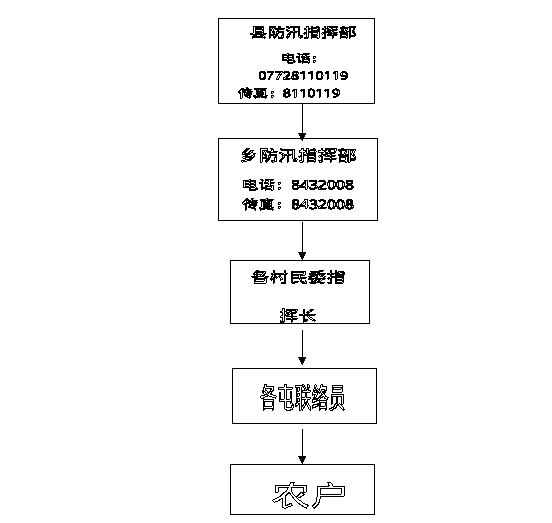 县防汛指挥部
电话：
07728110119
传真：8110119
乡防汛指挥部
电话：8432008
传真：8432008
各村民委指
挥长
各屯联络员
农户